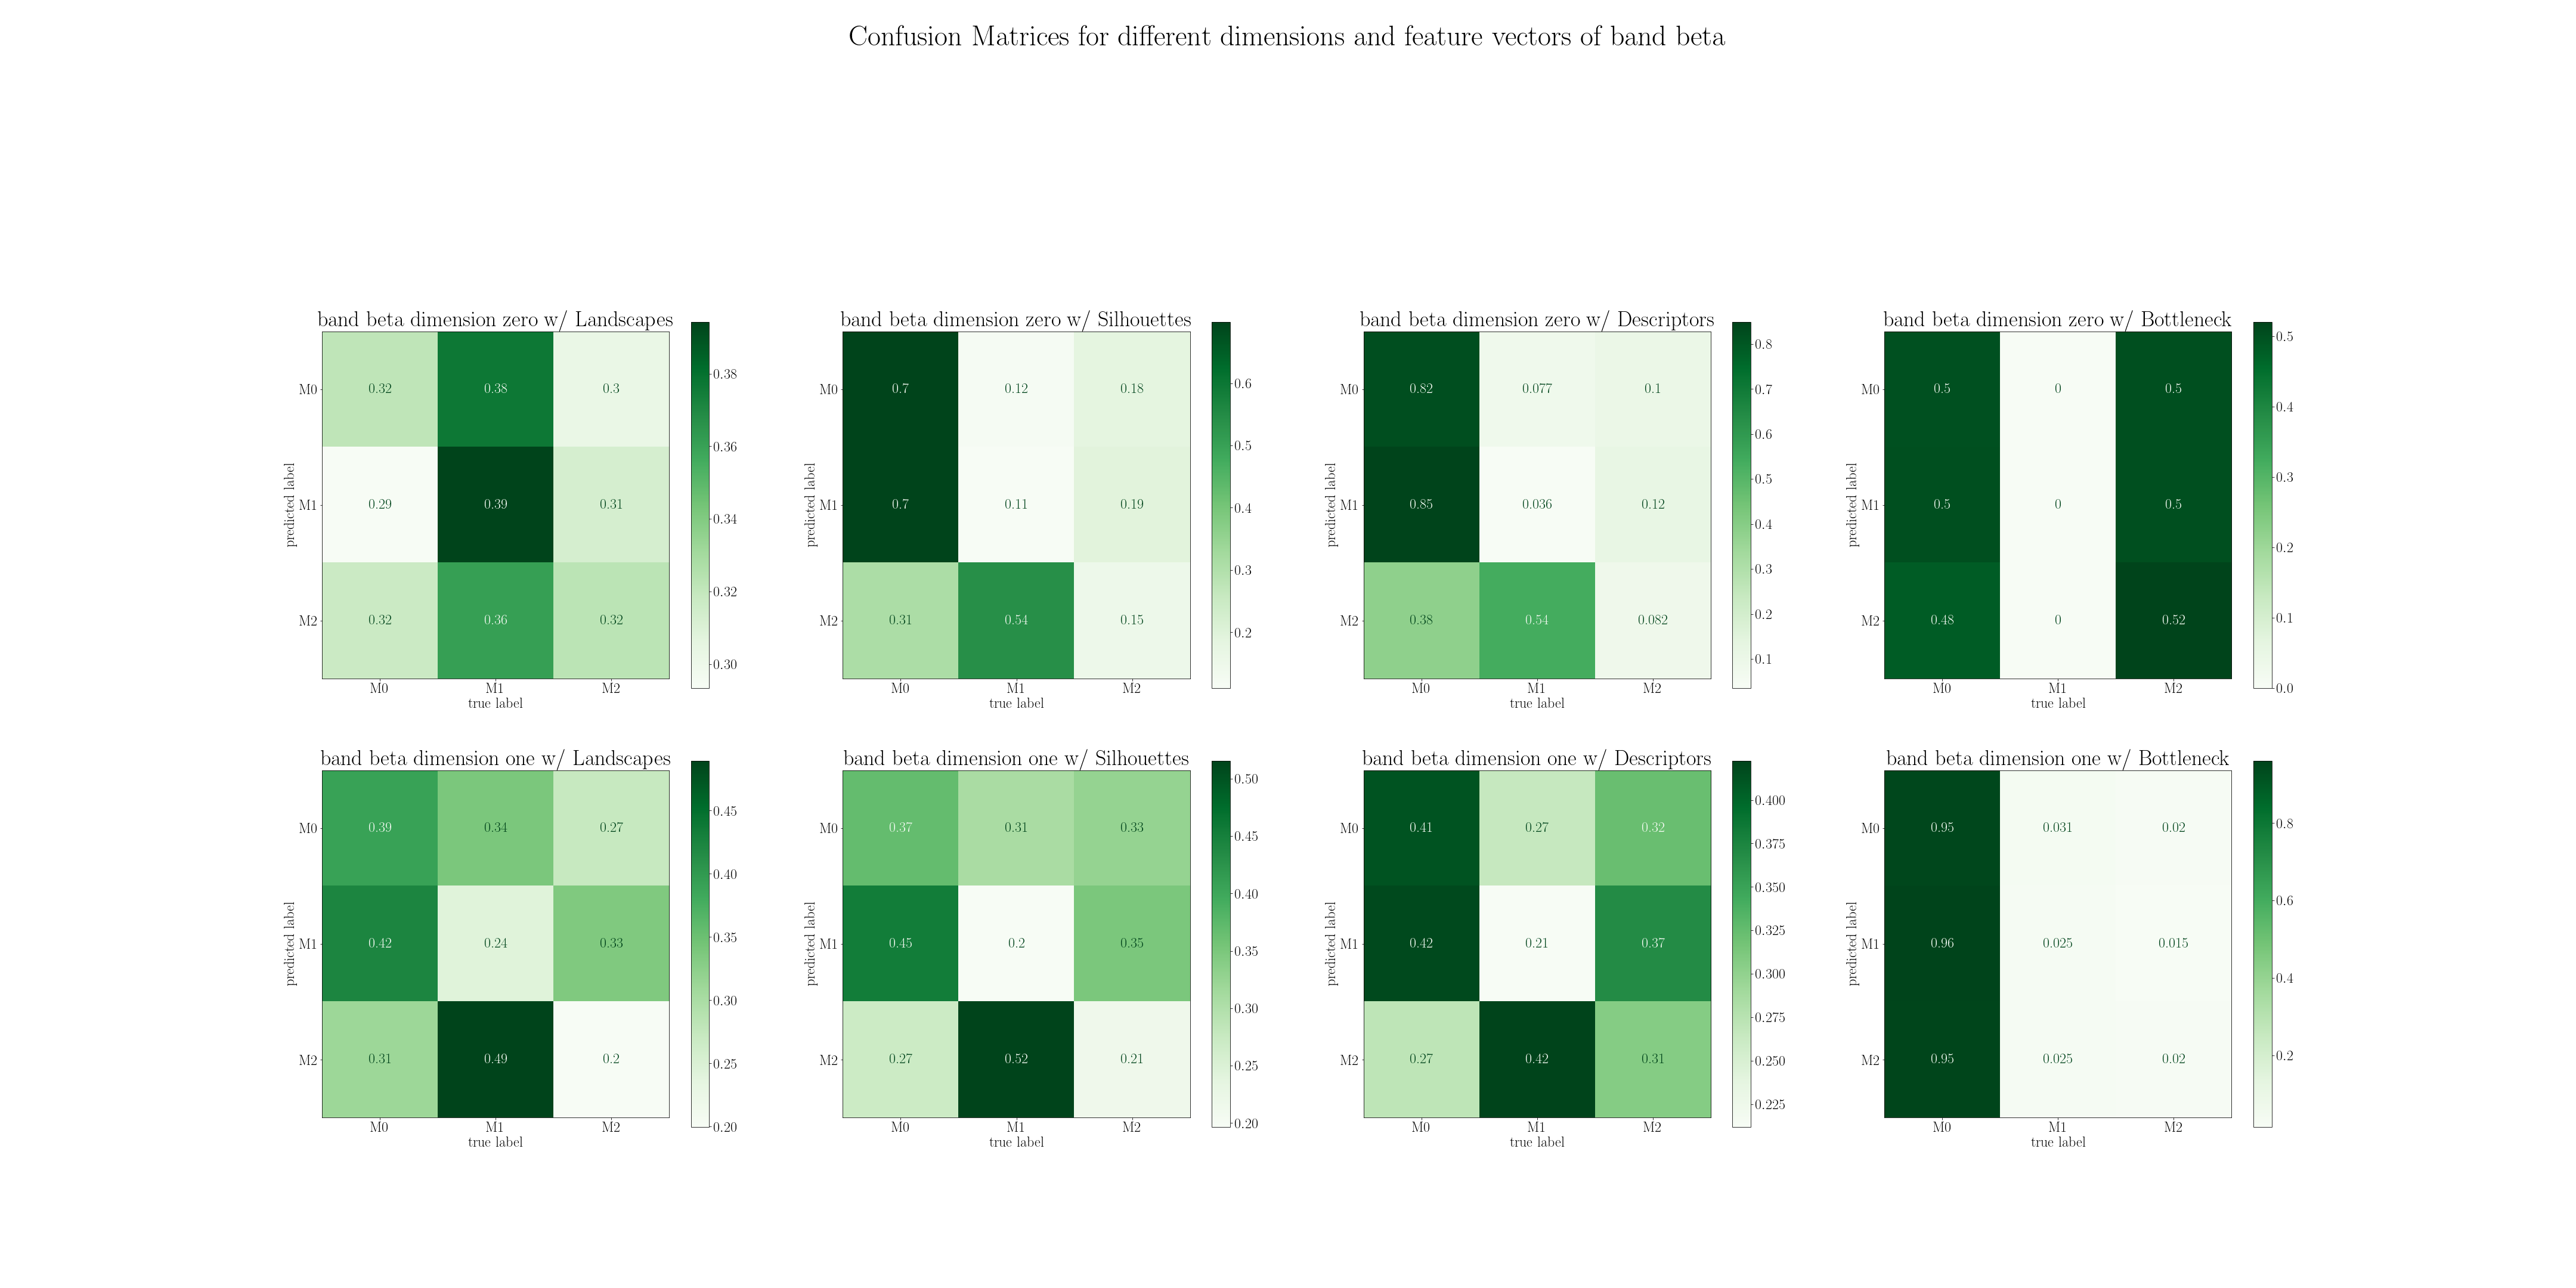 Confusion Matrices for different dimensions and feature vectors of band beta
band beta dimension zero w/ Landscapes
predicted label
M0 0.32 0.38 0.3
M1 0.29 0.39 0.31
M2 0.32 0.36 0.32
M0 M1 M2
true label
0.38
0.36
0.34
0.32
0.30
band beta dimension zero w/ Silhouettes
predicted label
M0 0.7 0.12 0.18
M1 0.7 0.11 0.19
M2 0.31 0.54 0.15
M0 M1 M2
true label
0.6
0.5
0.4
0.3
0.2
band beta dimension zero w/ Descriptors
predicted label
M0 0.82 0.077 0.1
M1 0.85 0.036 0.12
M2 0.38 0.54 0.082
M0 M1 M2
true label
0.8
0.7
0.6
0.5
0.4
0.3
0.2
0.1
band beta dimension zero w/ Bottleneck
predicted label
M0 0.5 0 0.5
M1 0.5 0 0.5
M2 0.48 0 0.52
M0 M1 M2
true label
0.5
0.4
0.3
0.2
0.1
0.0
band beta dimension one w/ Landscapes
predicted label
M0 0.39 0.34 0.27
M1 0.42 0.24 0.33
M2 0.31 0.49 0.2
M0 M1 M2
true label
0.45
0.40
0.35
0.30
0.25
0.20
band beta dimension one w/ Silhouettes
predicted label
M0 0.37 0.31 0.33
M1 0.45 0.2 0.35
M2 0.27 0.52 0.21
M0 M1 M2
true label
0.50
0.45
0.40
0.35
0.30
0.25
0.20
band beta dimension one w/ Descriptors
predicted label
M0 0.41 0.27 0.32
M1 0.42 0.21 0.37
M2 0.27 0.42 0.31
M0 M1 M2
true label
0.400
0.375
0.350
0.325
0.300
0.275
0.250
0.225
band beta dimension one w/ Bottleneck
predicted label
M0 0.95 0.031 0.02
M1 0.96 0.025 0.015
M2 0.95 0.025 0.02
M0 M1 M2
true label
0.8
0.6
0.4
0.2